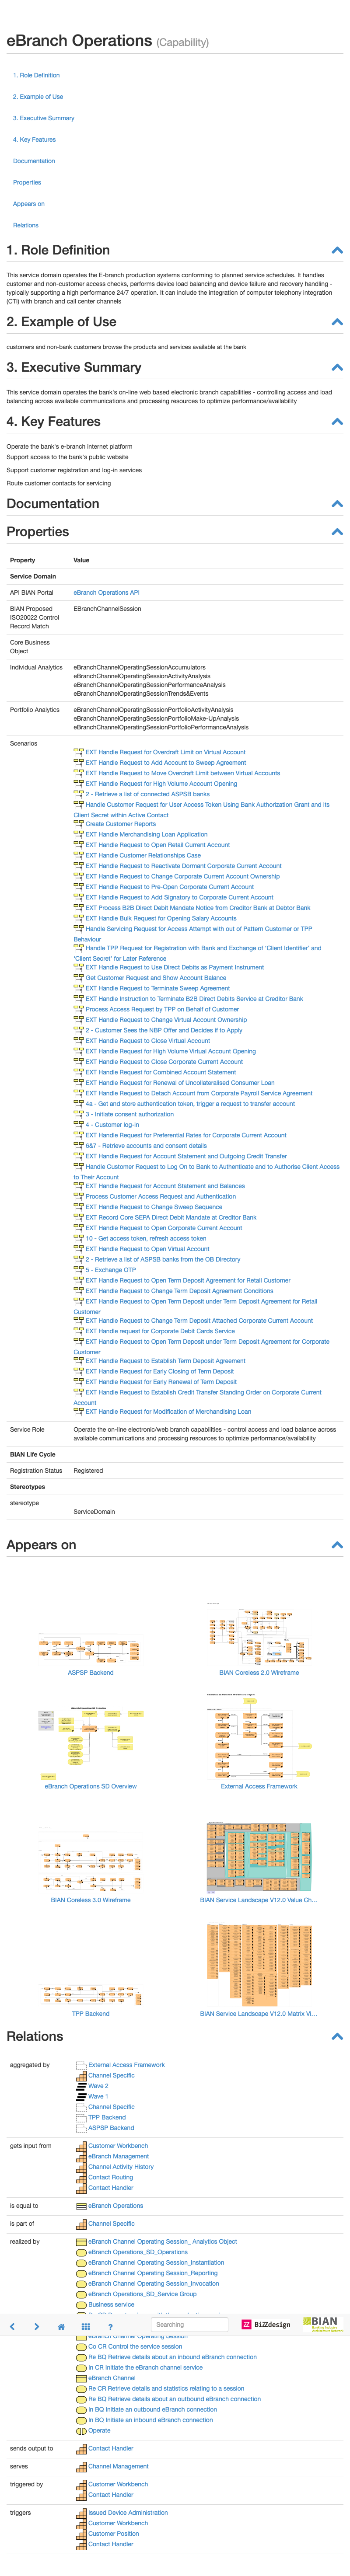 eBranch Operations (Capability)
1. Role Definition
2. Example of Use
3. Executive Summary
4. Key Features
Documentation
Properties
Appears on
Relations
1. Role Definition
This service domain operates the E-branch production systems conforming to planned service schedules. It handles
customer and non-customer access checks, performs device load balancing and device failure and recovery handling -
typically supporting a high performance 24/7 operation. It can include the integration of computer telephony integration
(CTI) with branch and call center channels
2. Example of Use
customers and non-bank customers browse the products and services available at the bank
3. Executive Summary
This service domain operates the bank's on-line web based electronic branch capabilities - controlling access and load
balancing across available communications and processing resources to optimize performance/availability
4. Key Features
Operate the bank's e-branch internet platform
Support access to the bank's public website
Support customer registration and log-in services
Route customer contacts for servicing
Documentation
Properties
Property Value
Service Domain
API BIAN Portal eBranch Operations API
BIAN Proposed EBranchChannelSession
ISO20022 Control
Record Match
Core Business
Object
Individual Analytics eBranchChannelOperatingSessionAccumulators
eBranchChannelOperatingSessionActivityAnalysis
eBranchChannelOperatingSessionPerformanceAnalysis
eBranchChannelOperatingSessionTrends&Events
Portfolio Analytics eBranchChannelOperatingSessionPortfolioActivityAnalysis
eBranchChannelOperatingSessionPortfolioMake-UpAnalysis
eBranchChannelOperatingSessionPortfolioPerformanceAnalysis
Scenarios
EXT Handle Request for Overdraft Limit on Virtual Account
EXT Handle Request to Add Account to Sweep Agreement
EXT Handle Request to Move Overdraft Limit between Virtual Accounts
EXT Handle Request for High Volume Account Opening
2 - Retrieve a list of connected ASPSB banks
Handle Customer Request for User Access Token Using Bank Authorization Grant and its
Client Secret within Active Contact
Create Customer Reports
EXT Handle Merchandising Loan Application
EXT Handle Request to Open Retail Current Account
EXT Handle Customer Relationships Case
EXT Handle Request to Reactivate Dormant Corporate Current Account
EXT Handle Request to Change Corporate Current Account Ownership
EXT Handle Request to Pre-Open Corporate Current Account
EXT Handle Request to Add Signatory to Corporate Current Account
EXT Process B2B Direct Debit Mandate Notice from Creditor Bank at Debtor Bank
EXT Handle Bulk Request for Opening Salary Accounts
Handle Servicing Request for Access Attempt with out of Pattern Customer or TPP
Behaviour
Handle TPP Request for Registration with Bank and Exchange of 'Client Identifier' and
'Client Secret' for Later Reference
EXT Handle Request to Use Direct Debits as Payment Instrument
Get Customer Request and Show Account Balance
EXT Handle Request to Terminate Sweep Agreement
EXT Handle Instruction to Terminate B2B Direct Debits Service at Creditor Bank
Process Access Request by TPP on Behalf of Customer
EXT Handle Request to Change Virtual Account Ownership
2 - Customer Sees the NBP Offer and Decides if to Apply
EXT Handle Request to Close Virtual Account
EXT Handle Request for High Volume Virtual Account Opening
EXT Handle Request to Close Corporate Current Account
EXT Handle Request for Combined Account Statement
EXT Handle Request for Renewal of Uncollateralised Consumer Loan
EXT Handle Request to Detach Account from Corporate Payroll Service Agreement
4a - Get and store authentication token, trigger a request to transfer account
3 - Initiate consent authorization
4 - Customer log-in
EXT Handle Request for Preferential Rates for Corporate Current Account
6&7 - Retrieve accounts and consent details
EXT Handle Request for Account Statement and Outgoing Credit Transfer
Handle Customer Request to Log On to Bank to Authenticate and to Authorise Client Access
to Their Account
EXT Handle Request for Account Statement and Balances
Process Customer Access Request and Authentication
EXT Handle Request to Change Sweep Sequence
EXT Record Core SEPA Direct Debit Mandate at Creditor Bank
EXT Handle Request to Open Corporate Current Account
10 - Get access token, refresh access token
EXT Handle Request to Open Virtual Account
2 - Retrieve a list of ASPSB banks from the OB Directory
5 - Exchange OTP
EXT Handle Request to Open Term Deposit Agreement for Retail Customer
EXT Handle Request to Change Term Deposit Agreement Conditions
EXT Handle Request to Open Term Deposit under Term Deposit Agreement for Retail
Customer
EXT Handle Request to Change Term Deposit Attached Corporate Current Account
EXT Handle request for Corporate Debit Cards Service
EXT Handle Request to Open Term Deposit under Term Deposit Agreement for Corporate
Customer
EXT Handle Request to Establish Term Deposit Agreement
EXT Handle Request for Early Closing of Term Deposit
EXT Handle Request for Early Renewal of Term Deposit
EXT Handle Request to Establish Credit Transfer Standing Order on Corporate Current
Account
EXT Handle Request for Modification of Merchandising Loan
Service Role Operate the on-line electronic/web branch capabilities - control access and load balance across
available communications and processing resources to optimize performance/availability
BIAN Life Cycle
Registration Status Registered
Stereotypes
stereotype
ServiceDomain
Appears on
ASPSP Backend
BIAN Coreless 2.0 Wireframe
eBranch Operations SD Overview
External Access Framework
BIAN Coreless 3.0 Wireframe
BIAN Service Landscape V12.0 Value Ch...
TPP Backend
BIAN Service Landscape V12.0 Matrix Vi...
Relations
aggregated by External Access Framework
Channel Specific
Wave 2
Wave 1
Channel Specific
TPP Backend
ASPSP Backend
gets input from Customer Workbench
eBranch Management
Channel Activity History
Contact Routing
Contact Handler
is equal to eBranch Operations
is part of Channel Specific
realized by eBranch Channel Operating Session_ Analytics Object
eBranch Operations_SD_Operations
eBranch Channel Operating Session_Instantiation
eBranch Channel Operating Session_Reporting
eBranch Channel Operating Session_Invocation
eBranch Operations_SD_Service Group
Business service
Searching
BiZZdesign
BIAN
eBranch Channel Operating Session
Co CR Control the service session
Re BQ Retrieve details about an inbound eBranch connection
In CR Initiate the eBranch channel service
eBranch Channel
Re CR Retrieve details and statistics relating to a session
Re BQ Retrieve details about an outbound eBranch connection
In BQ Initiate an outbound eBranch connection
In BQ Initiate an inbound eBranch connection
Operate
sends output to Contact Handler
serves Channel Management
triggered by Customer Workbench
Contact Handler
triggers Issued Device Administration
Customer Workbench
Customer Position
Contact Handler